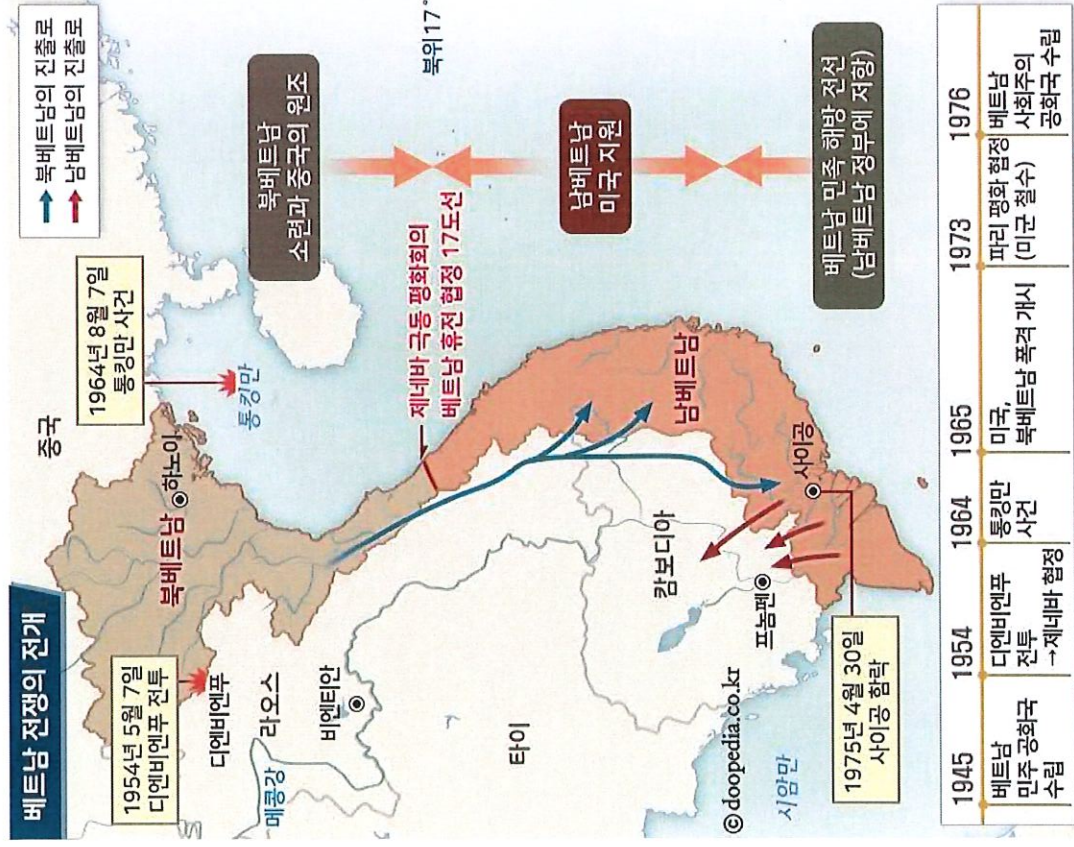 베트남 전쟁의 전개
북베트남의 진출로
남베트남의 진출로
1954년 5월 7일
디엔비엔푸 전투
1964년 8월 7일
통킹만 사건
중국
북베트남
하노이
통킹만
디엔비엔푸
라오스
메콩강
비엔티안
타이
캄보디아
프놈펜
남베트남
사이공
시암만
제네바 극동 평화회의
베트남 휴전 협정 17도선
북위 17°
북베트남
소련과 중국의 원조
남베트남
미국 지원
베트남 민족 해방 전선
(남베트남 정부에 저항)
1975년 4월 30일
사이공 함락
©doopedia.co.kr
1945
베트남
민주 공화국
수립
1954
디엔비엔푸
전투
→제네바 협정
1964
통킹만
사건
1965
미국,
북베트남 폭격 개시
1973
파리 평화 협정
(미군 철수)
1976
베트남
사회주의
공화국 수립